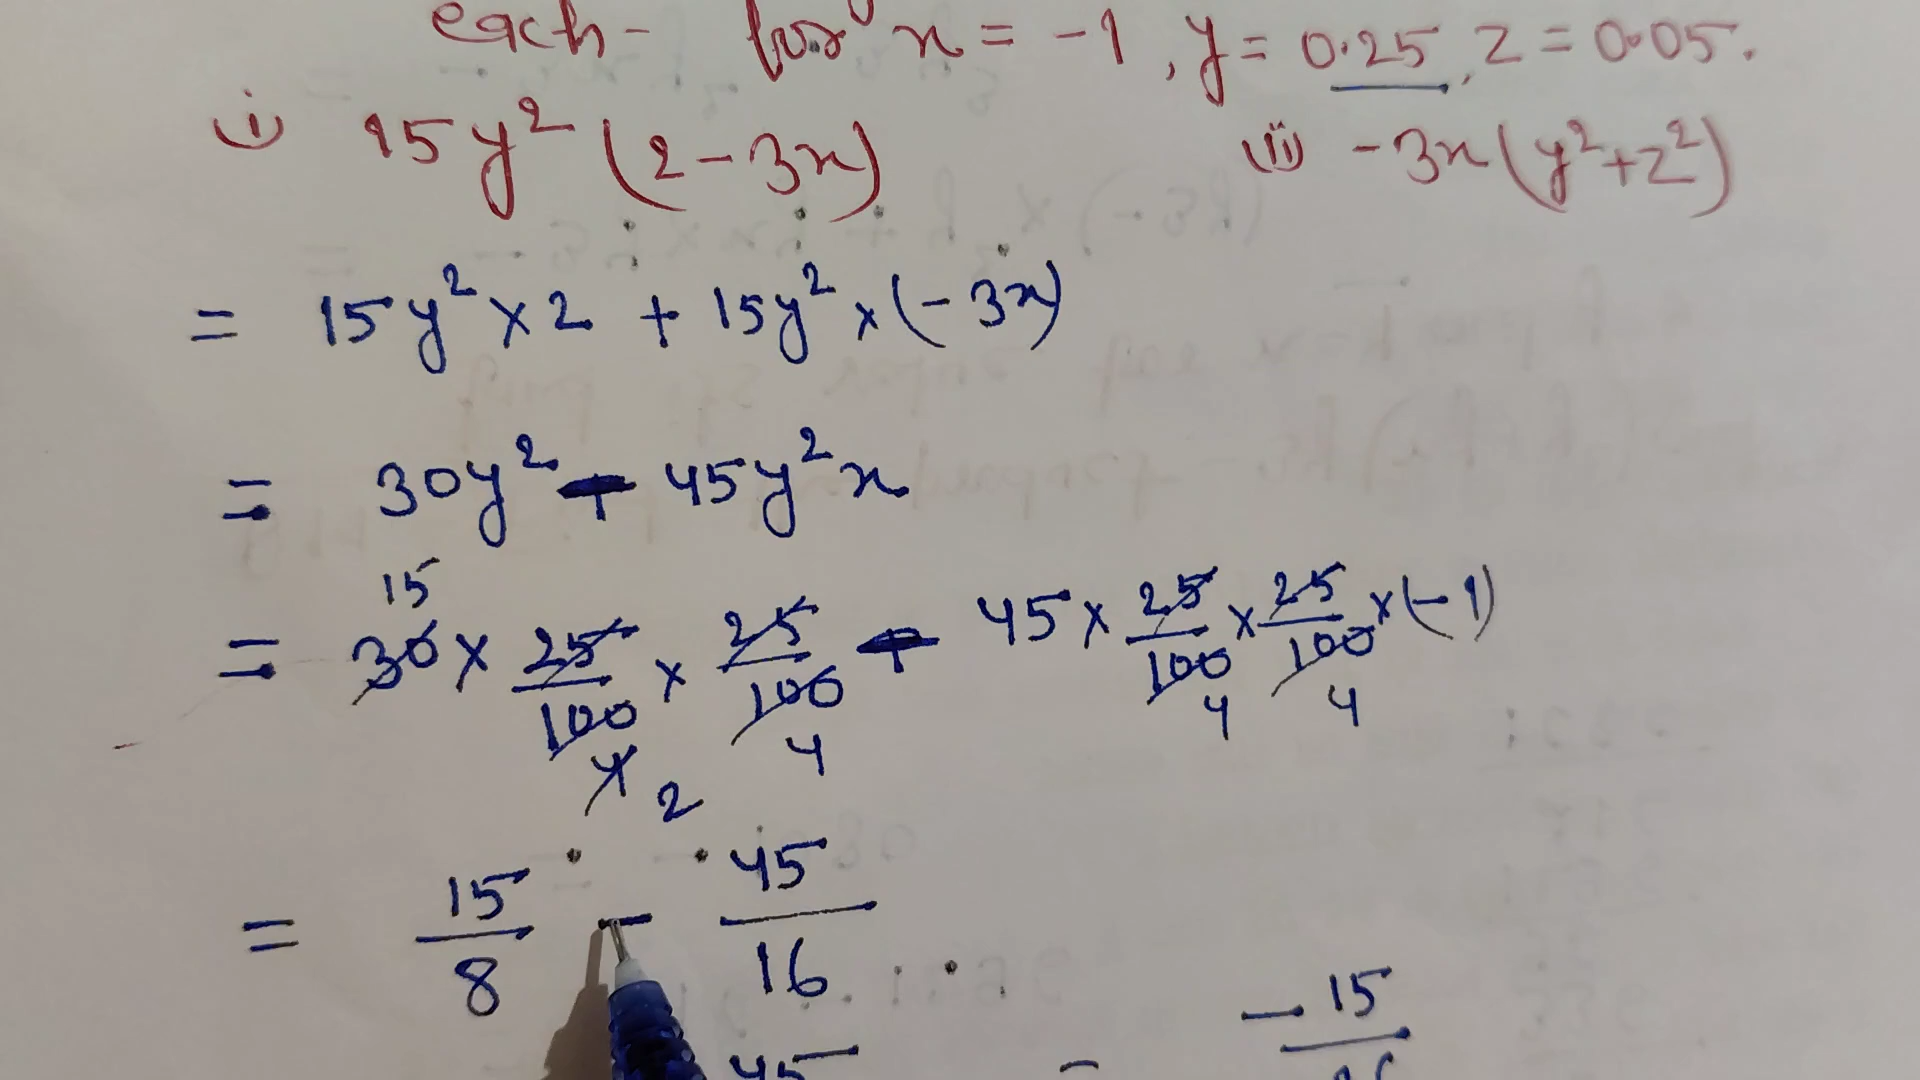 each- for x = -1, y = 0.25, z = 0.05.
(i) 15y² (2-3x) (ii) -3x(y²+z²)
= 15y² × 2 + 15y² × (-3x)
= 30y² - 45y²x
15
= 30 × 25/100 × 25/100 - 45 × 25/100 × 25/100 × (-1)
4 2 4 4 4
= 15/8 - 45/16
45 - -15